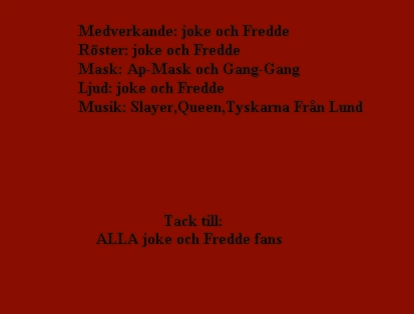 Medverkande: joke och Fredde
Röster: joke och Fredde
Mask: Ap-Mask och Gang-Gang
Ljud: joke och Fredde
Musik: Slayer,Queen,Tyskarna Från Lund
Tack till:
ALLA joke och Fredde fans